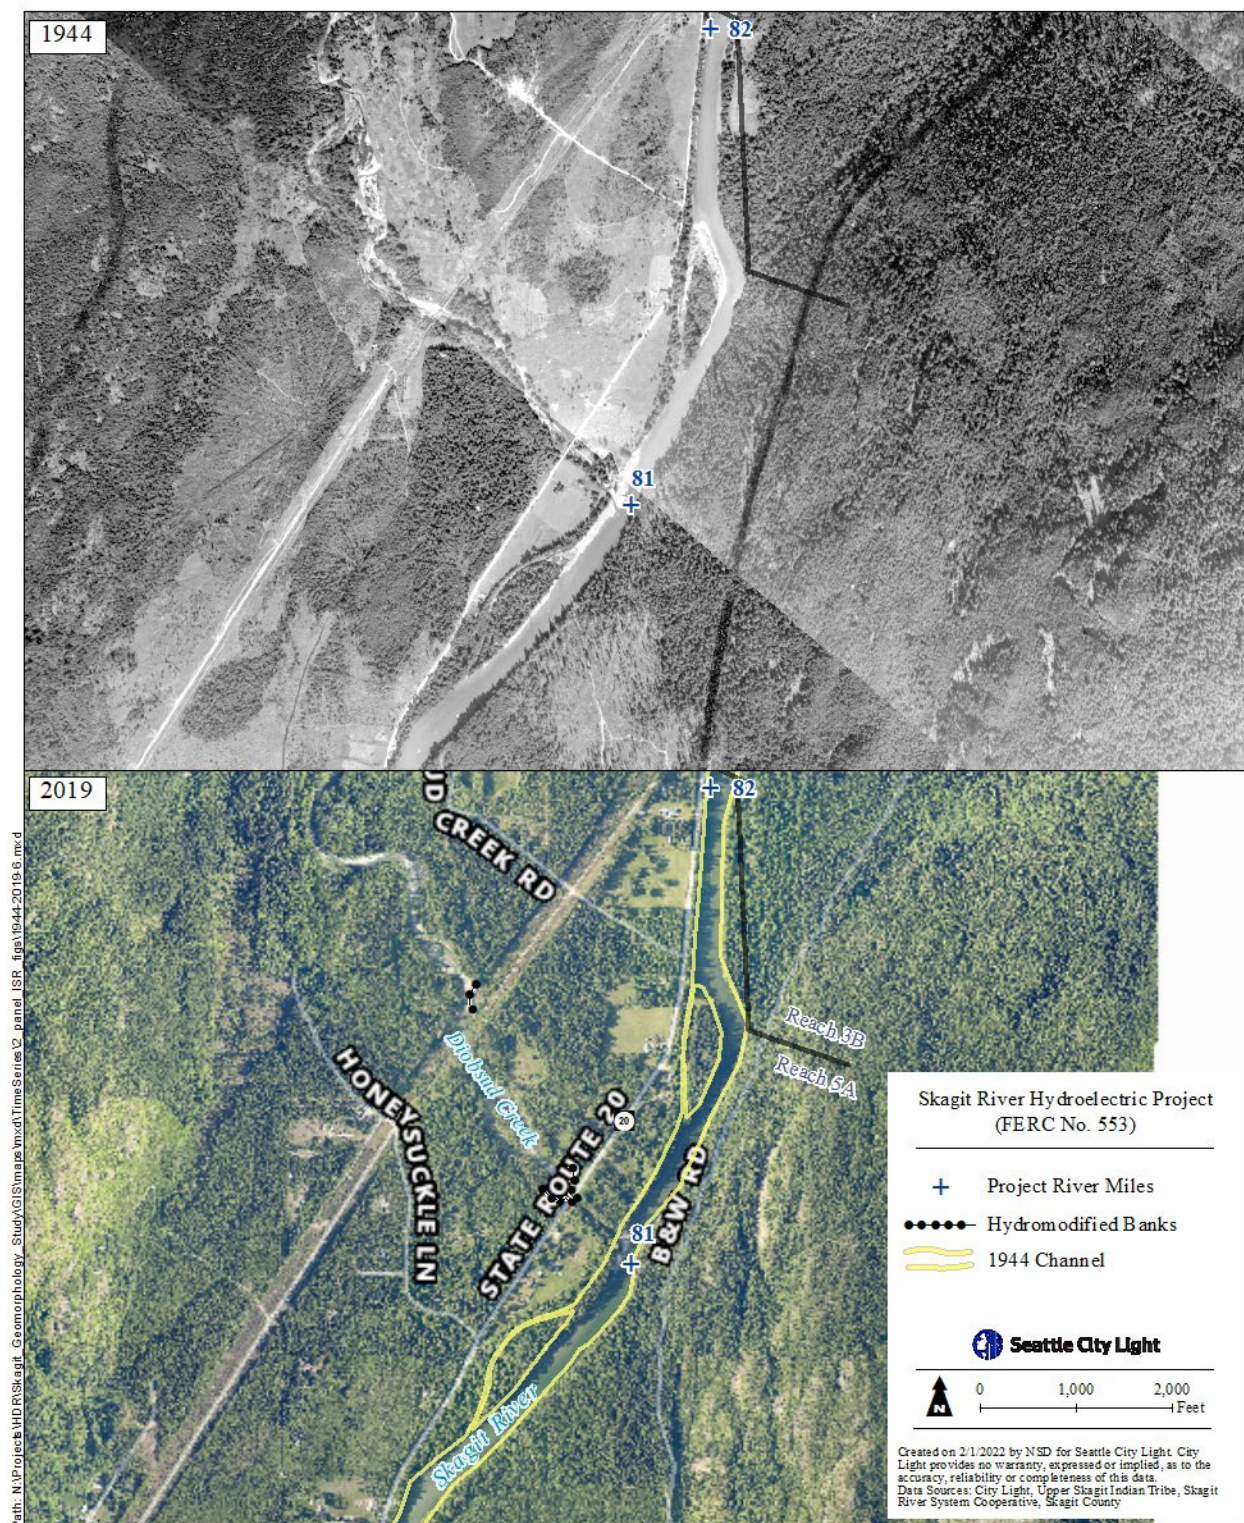 1944
82
81
2019
82
UD CREEK RD
Reach 3B
Reach 5A
Diobsud Creek
HONEYSUCKLE LN
STATE ROUTE 20
20
B&W RD
81
Skagit River
Skagit River Hydroelectric Project
(FERC No. 553)
Project River Miles
Hydromodified Banks
1944 Channel
Seattle City Light
N
0 1,000 2,000
Feet
Created on 2/1/2022 by NSD for Seattle City Light. City
Light provides no warranty, expressed or implied, as to the
accuracy, reliability or completeness of this data.
Data Sources: City Light, Upper Skagit Indian Tribe, Skagit
River System Cooperative, Skagit County
Path: N:\Projects\HDR\Skagit_Geomorphology_Study\GIS\maps\mxd\TimeSeries\2_panel_ISR_figs\1944-2019-6.mxd